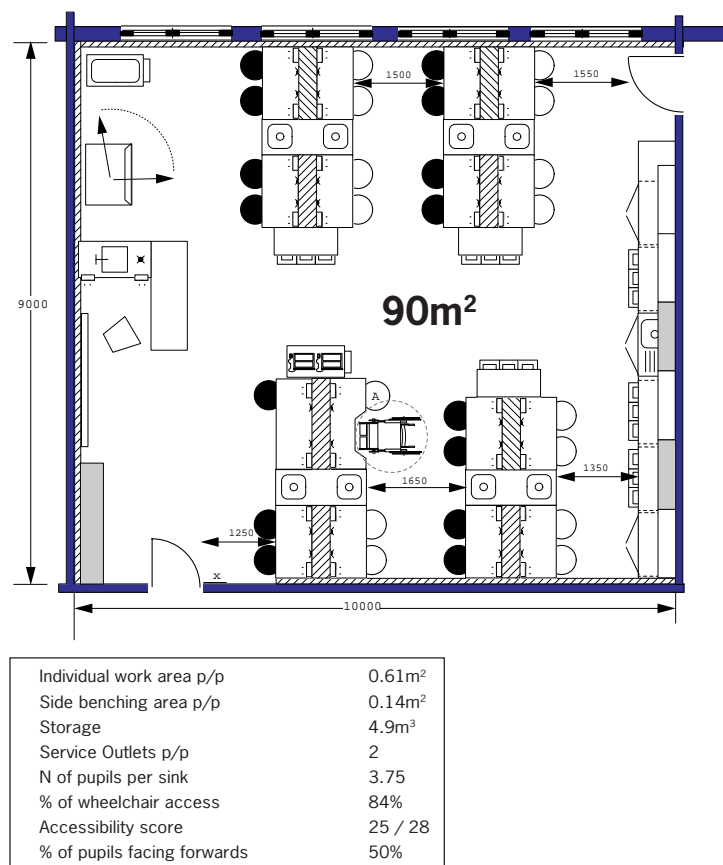 1500
1550
9000
90m²
A
1650
1350
1250
x
10000
Individual work area p/p 0.61m²
Side benching area p/p 0.14m²
Storage 4.9m³
Service Outlets p/p 2
N of pupils per sink 3.75
% of wheelchair access 84%
Accessibility score 25 / 28
% of pupils facing forwards 50%